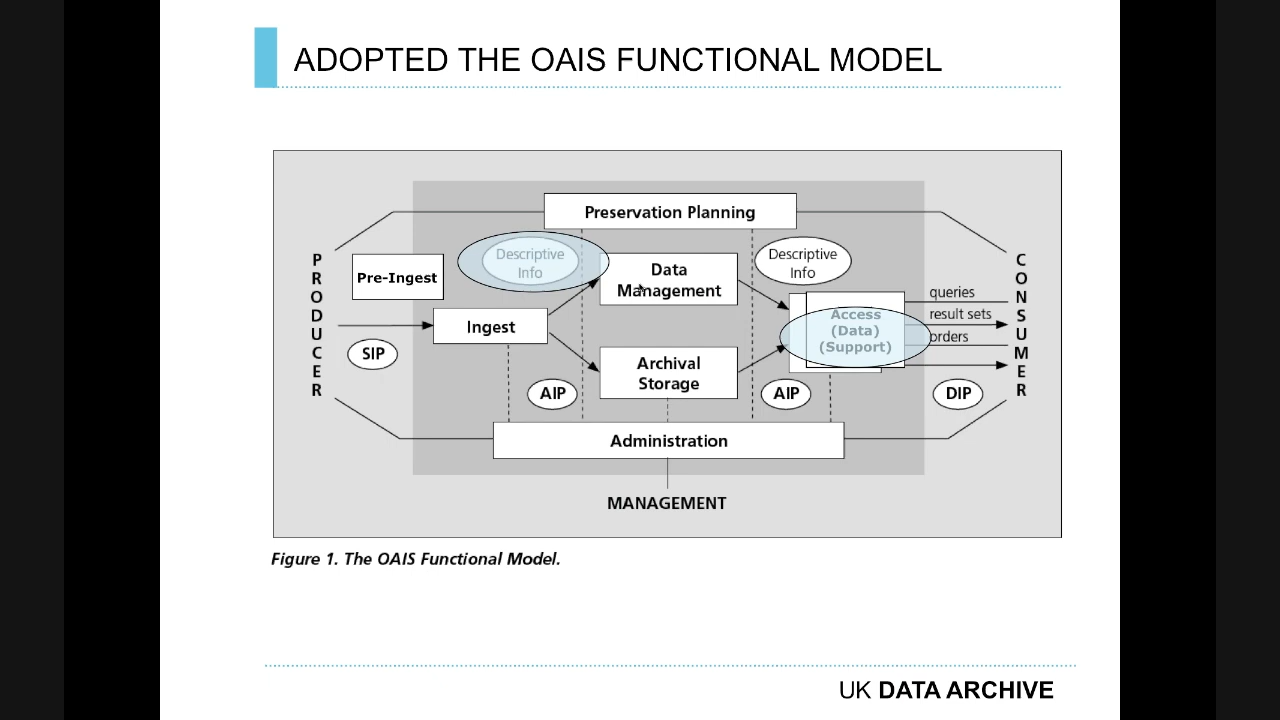 ADOPTED THE OAIS FUNCTIONAL MODEL
Preservation Planning
PRODUCER
Pre-Ingest
Descriptive
Info
Data
Management
Descriptive
Info
CONSUMER
queries
result sets
orders
Access
(Data)
(Support)
Ingest
SIP
Archival
Storage
AIP
AIP
DIP
Administration
MANAGEMENT
Figure 1. The OAIS Functional Model.
UK DATA ARCHIVE